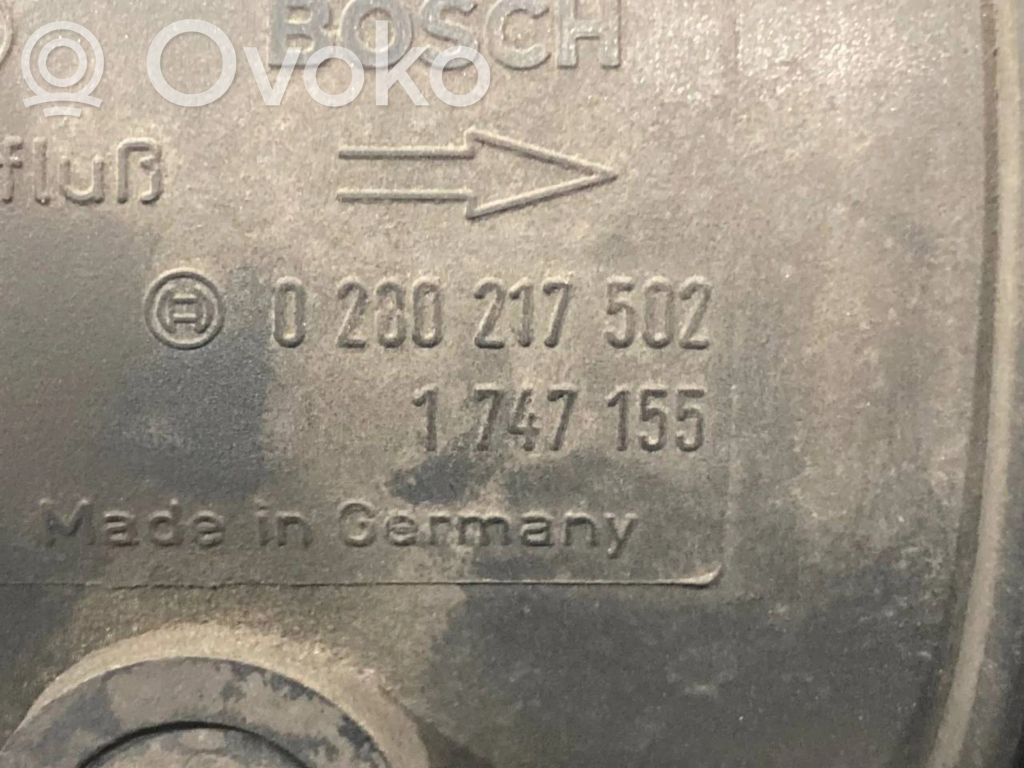 BOSCH
Ovoko
fluß
0 280 217 502
1 747 155
Made in Germany